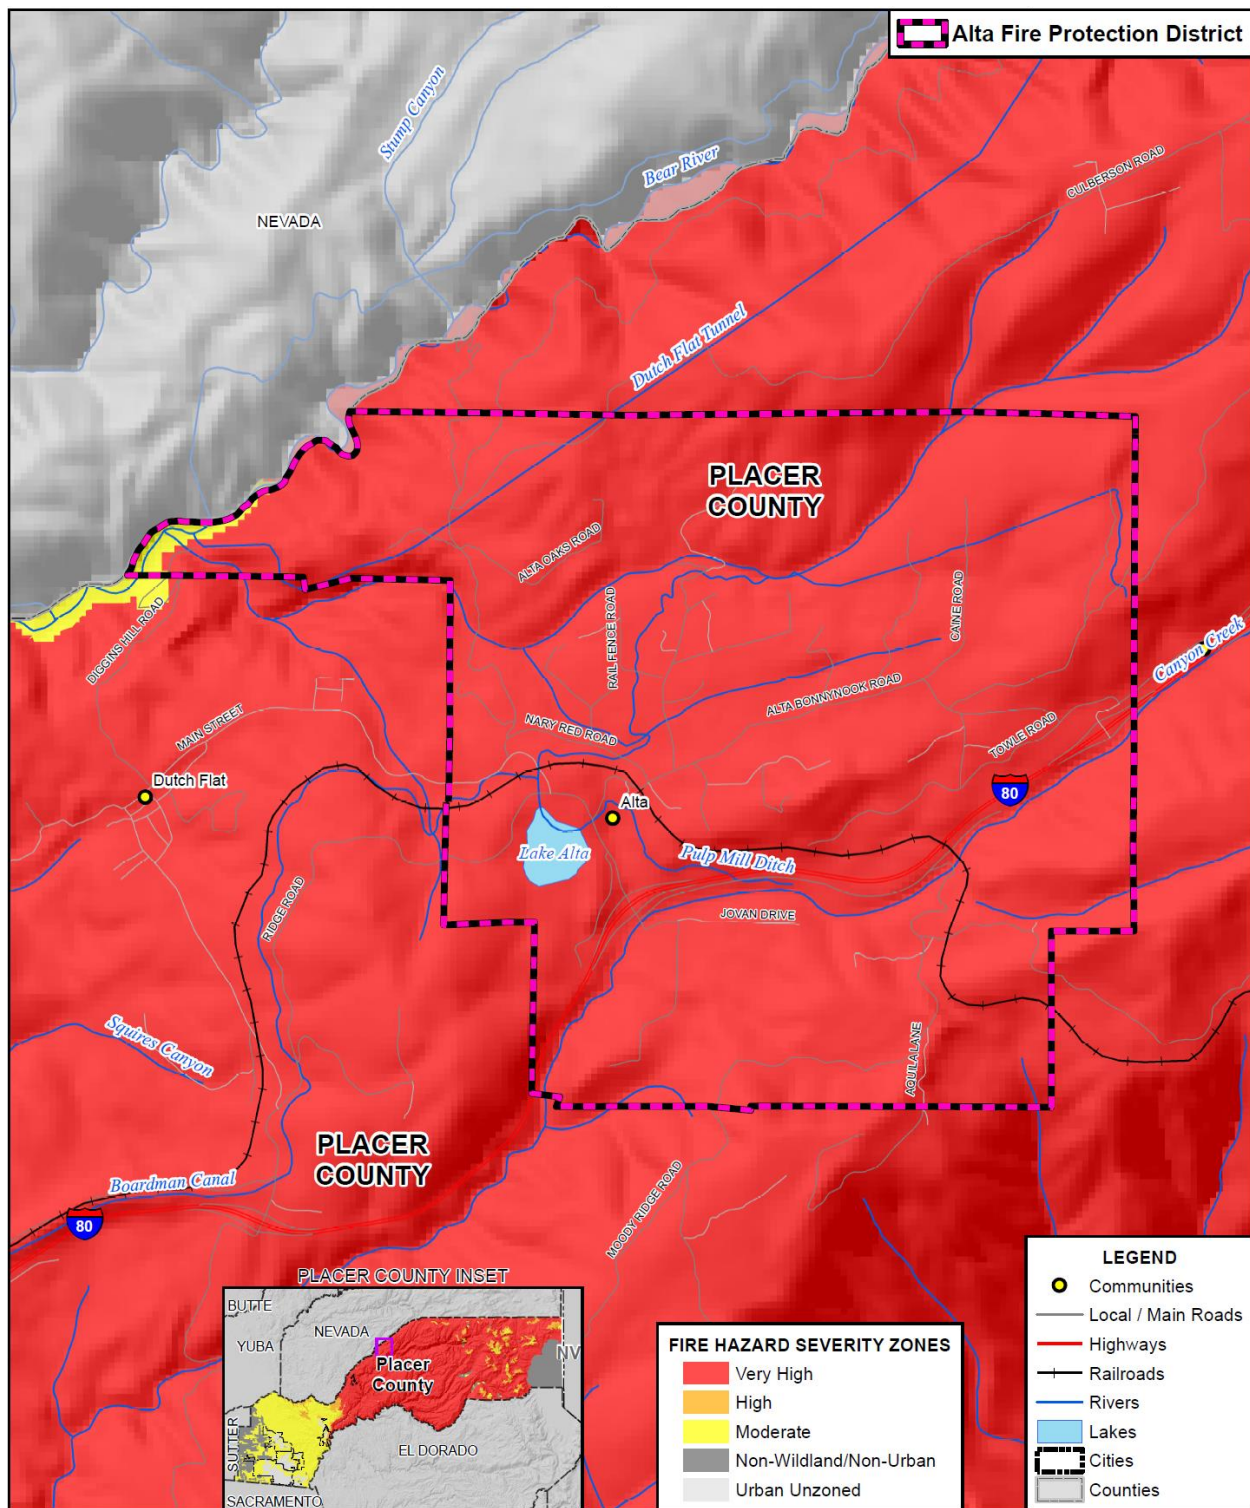 Alta Fire Protection District
Stump Canyon
Bear River
CULBERSON ROAD
NEVADA
Dutch Flat Tunnel
PLACER
COUNTY
ALTA OAKS ROAD
RAIL FENCE ROAD
CAINE ROAD
DIGGINS HILL ROAD
Canyon Creek
ALTA BONNYNOOK ROAD
MAIN STREET
NARY RED ROAD
TOWLE ROAD
Dutch Flat
80
Alta
Lake Alta
Pulp Mill Ditch
RIDGE ROAD
JOVAN DRIVE
Squires Canyon
AQUILA LANE
PLACER
COUNTY
Boardman Canal
80
MOODY RIDGE ROAD
PLACER COUNTY INSET
BUTTE
YUBA
NEVADA
NV
Placer
County
SUTTER
EL DORADO
SACRAMENTO
FIRE HAZARD SEVERITY ZONES
Very High
High
Moderate
Non-Wildland/Non-Urban
Urban Unzoned
LEGEND
Communities
Local / Main Roads
Highways
Railroads
Rivers
Lakes
Cities
Counties